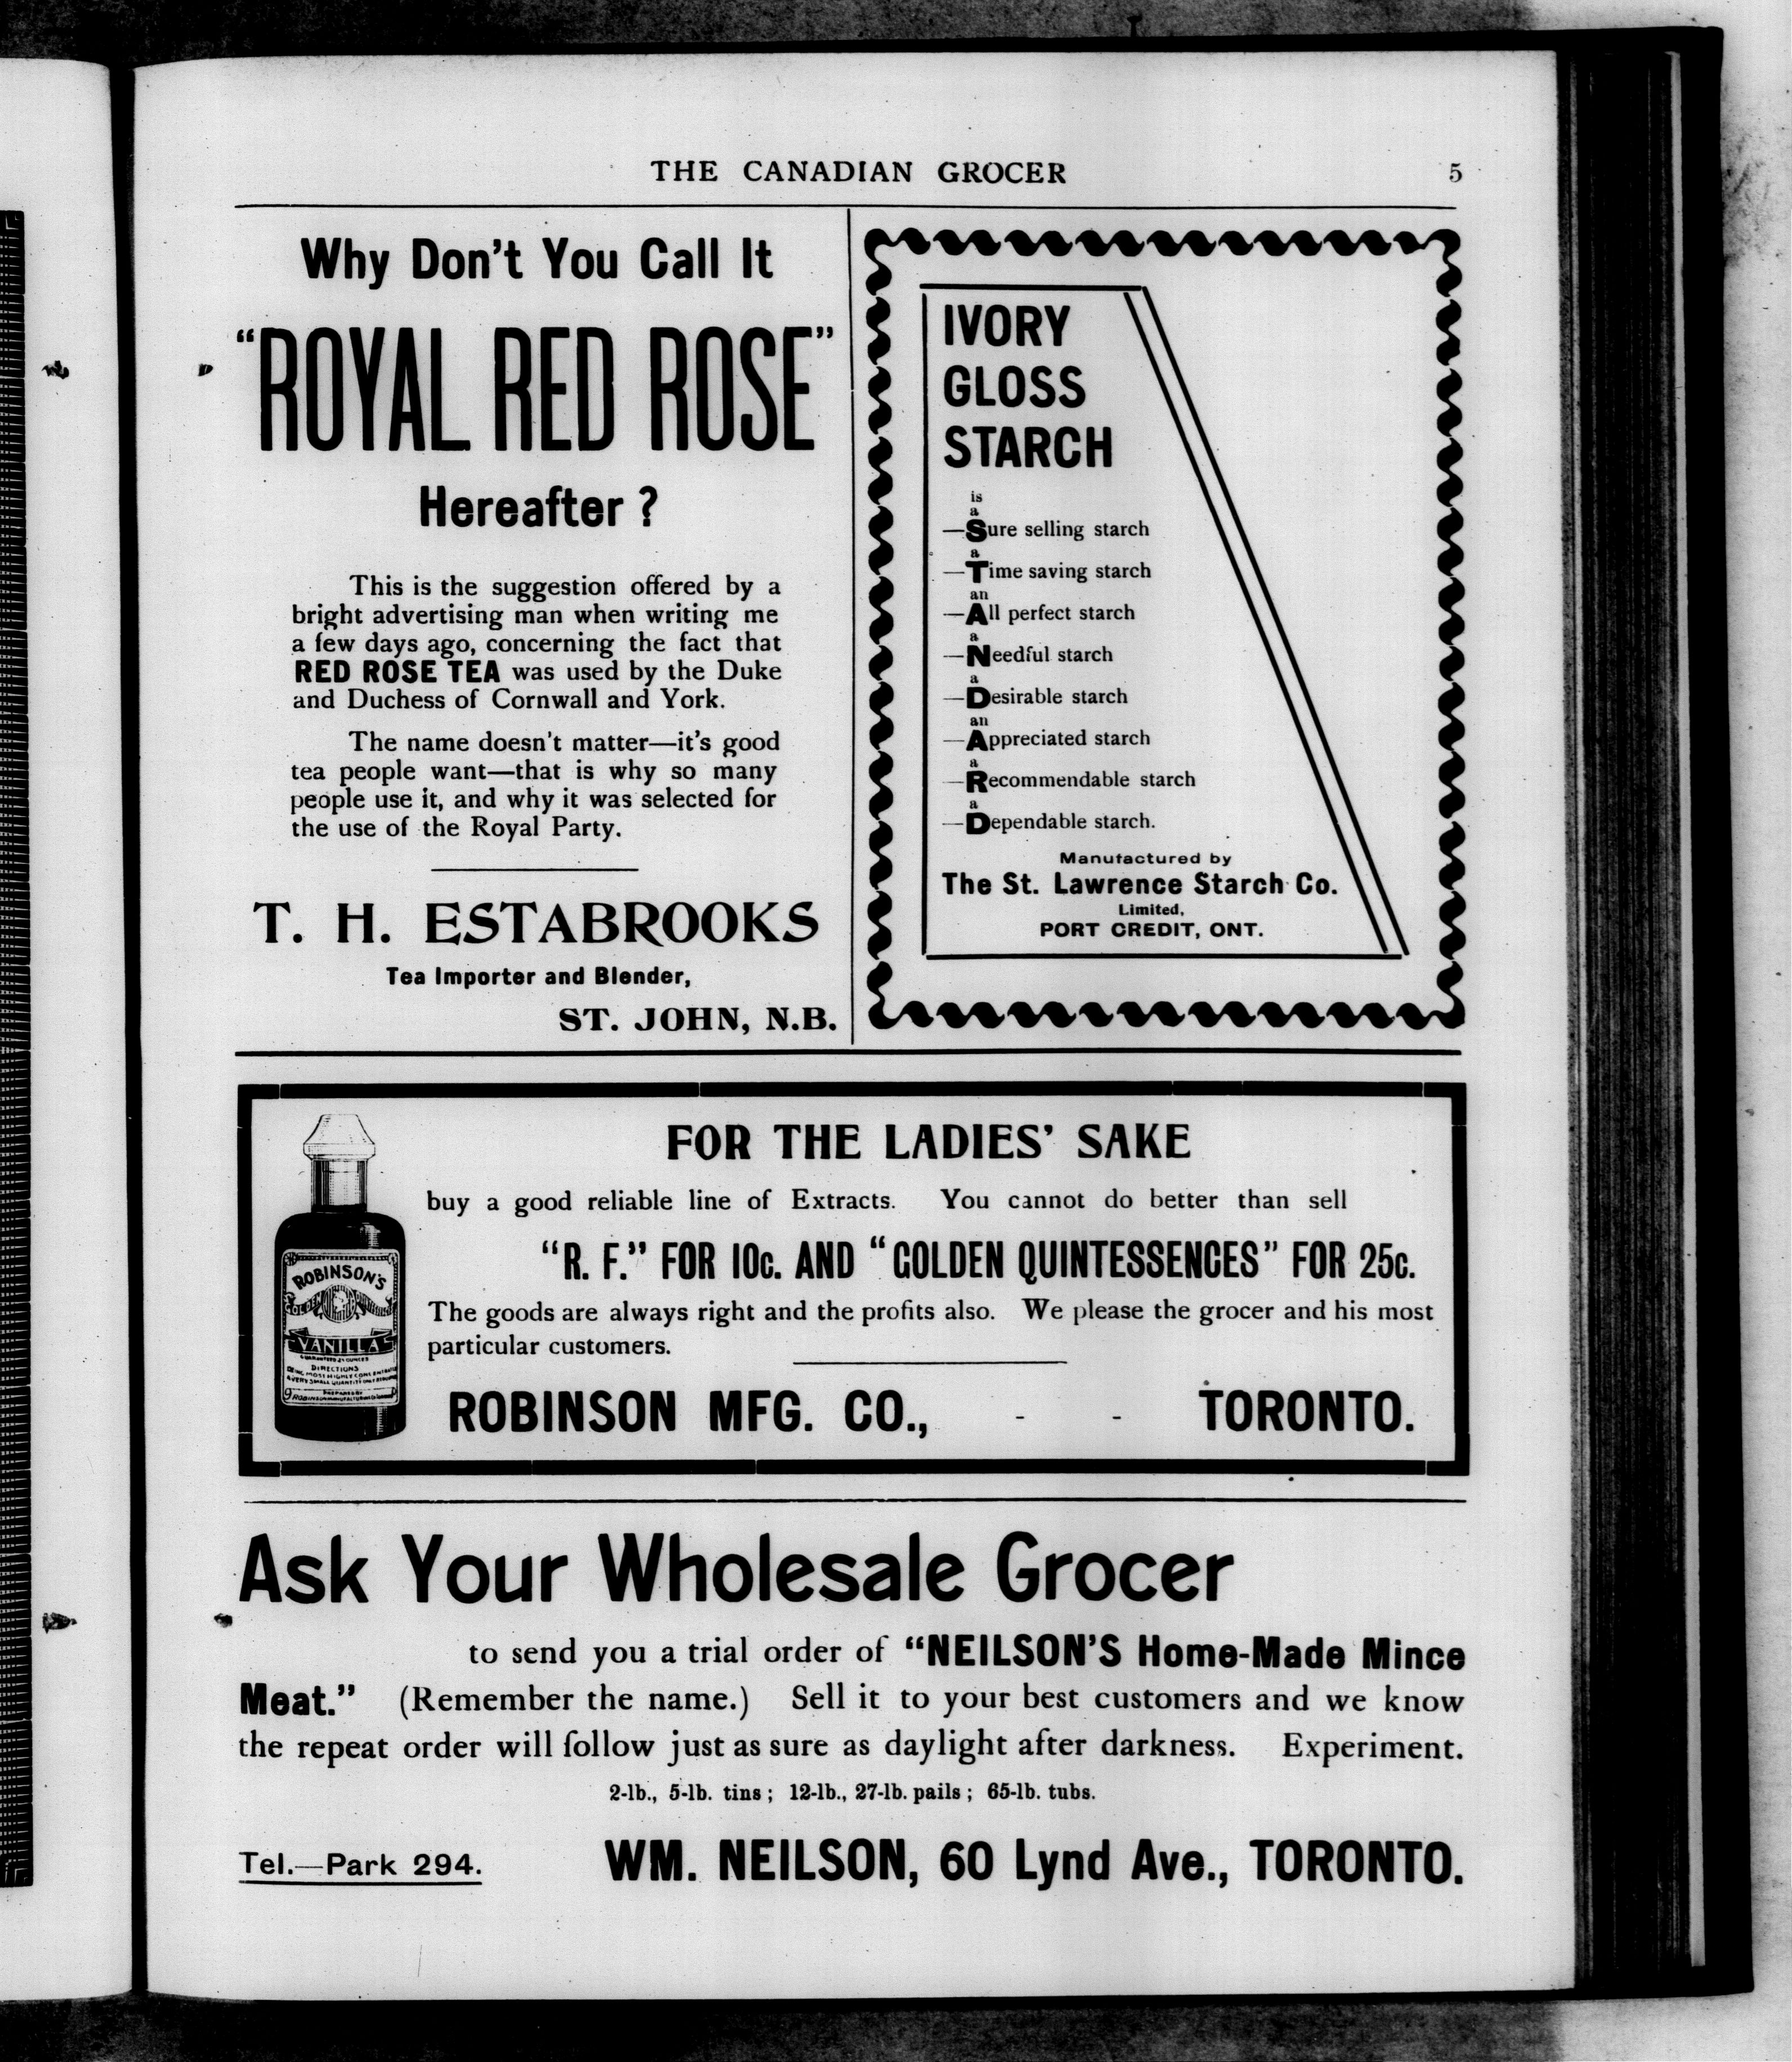 THE CANADIAN GROCER 5
Why Don't You Call It
"ROYAL RED ROSE"
Hereafter ?
This is the suggestion offered by a
bright advertising man when writing me
a few days ago, concerning the fact that
RED ROSE TEA was used by the Duke
and Duchess of Cornwall and York.
The name doesn't matter—it's good
tea people want—that is why so many
people use it, and why it was selected for
the use of the Royal Party.
T. H. ESTABROOKS
Tea Importer and Blender,
ST. JOHN, N.B.
IVORY
GLOSS
STARCH
is
a
—Sure selling starch
a
—Time saving starch
an
—All perfect starch
a
—Needful starch
a
—Desirable starch
an
—Appreciated starch
a
—Recommendable starch
a
—Dependable starch.
Manufactured by
The St. Lawrence Starch Co.
Limited,
PORT CREDIT, ONT.
FOR THE LADIES' SAKE
buy a good reliable line of Extracts. You cannot do better than sell
"R. F." FOR 10c. AND "GOLDEN QUINTESSENCES" FOR 25c.
The goods are always right and the profits also. We please the grocer and his most
particular customers.
ROBINSON MFG. CO., - - TORONTO.
ROBINSON'S
GOLDEN
VANILLA
DIRECTIONS
Ask Your Wholesale Grocer
to send you a trial order of "NEILSON'S Home-Made Mince
Meat." (Remember the name.) Sell it to your best customers and we know
the repeat order will follow just as sure as daylight after darkness. Experiment.
2-lb., 5-lb. tins ; 12-lb., 27-lb. pails ; 65-lb. tubs.
Tel.—Park 294. WM. NEILSON, 60 Lynd Ave., TORONTO.